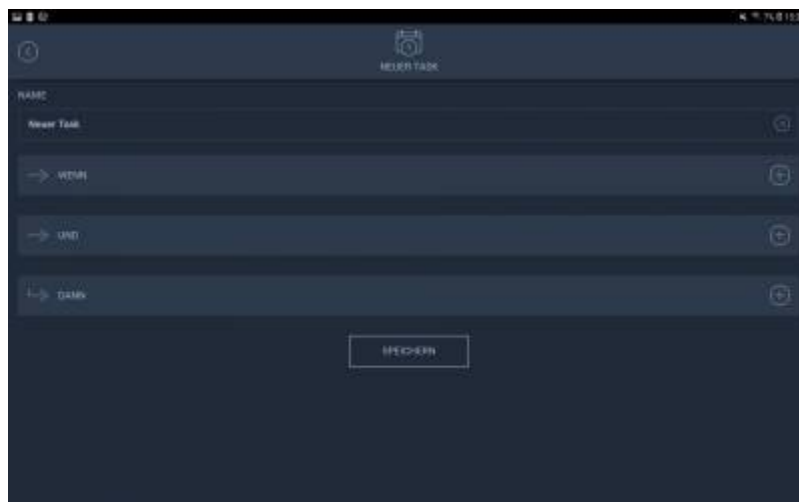 NEUER TASK
NAME
Neuer Task
WENN
UND
DANN
SPEICHERN